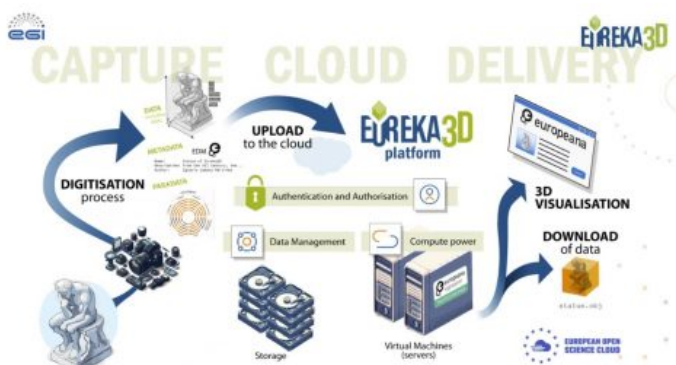 egi
EUREKA3D
CAPTURE CLOUD DELIVERY
DATA
METADATA
EDM
PARADATA
DIGITISATION
process
UPLOAD
to the cloud
EUREKA3D
platform
europeana
Authentication and Authorisation
Data Management
Compute power
Storage
europeana
Virtual Machines
(servers)
3D
VISUALISATION
DOWNLOAD
of data
statue.obj
EUROPEAN OPEN
SCIENCE CLOUD